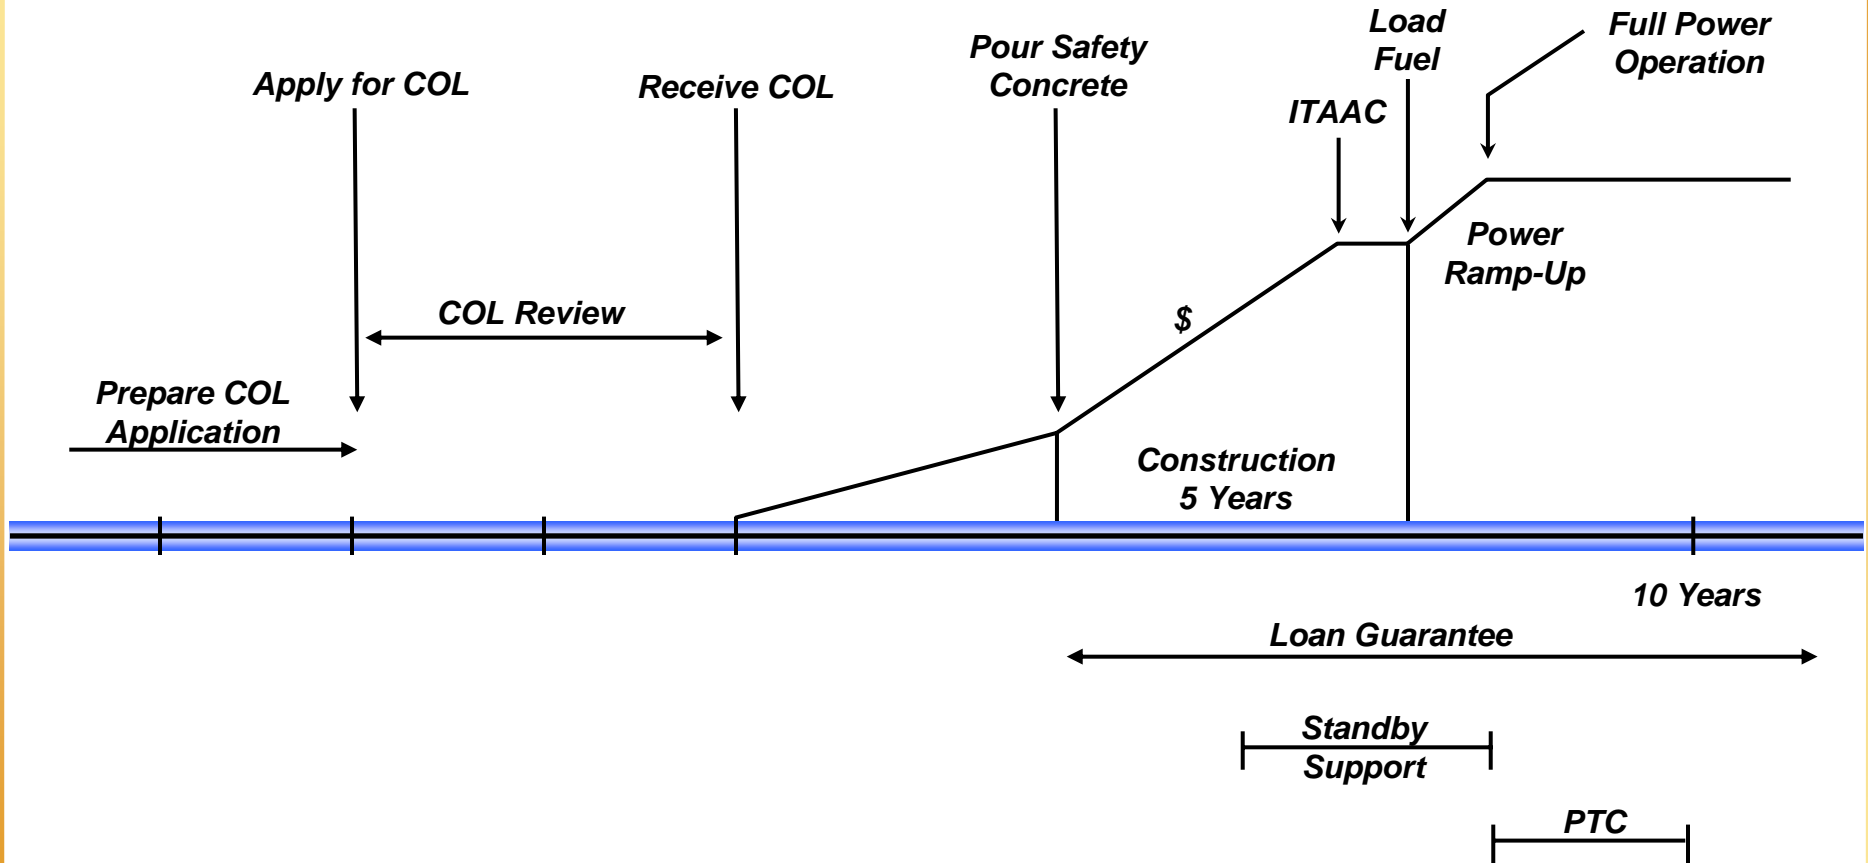 Load
Fuel
Full Power
Operation
Pour Safety
Concrete
Apply for COL
Receive COL
ITAAC
Power
Ramp-Up
COL Review
$
Prepare COL
Application
Construction
5 Years
10 Years
Loan Guarantee
Standby
Support
PTC